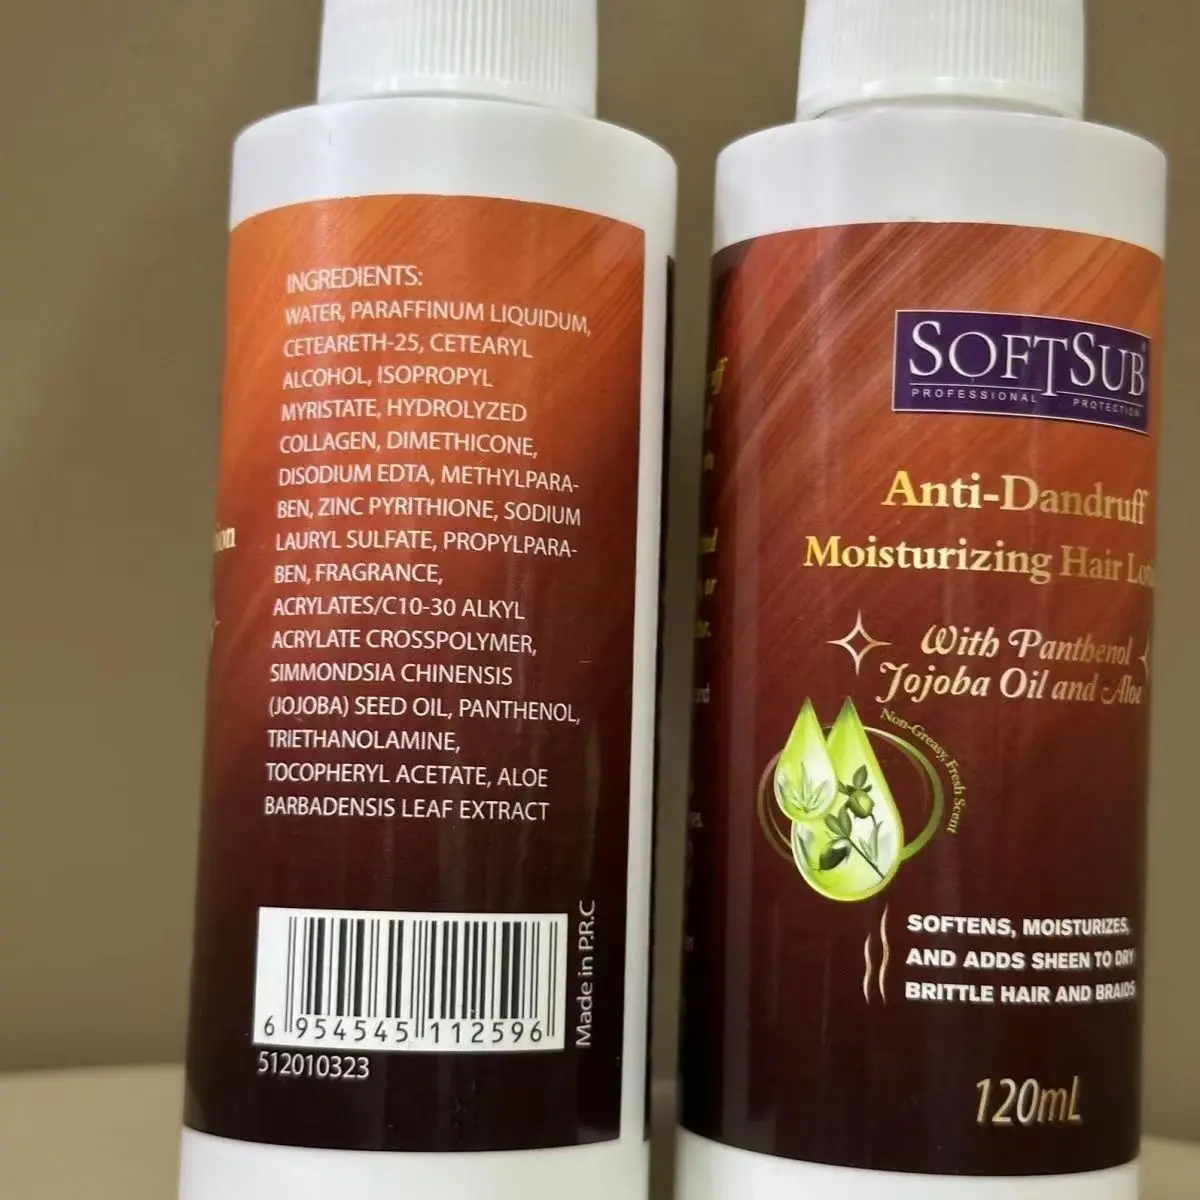 INGREDIENTS:
WATER, PARAFFINUM LIQUIDUM,
CETEARETH-25, CETEARYL
ALCOHOL, ISOPROPYL
MYRISTATE, HYDROLYZED
COLLAGEN, DIMETHICONE,
DISODIUM EDTA, METHYLPARA-
BEN, ZINC PYRITHIONE, SODIUM
LAURYL SULFATE, PROPYLPARA-
BEN, FRAGRANCE,
ACRYLATES/C10-30 ALKYL
ACRYLATE CROSSPOLYMER,
SIMMONDSIA CHINENSIS
(JOJOBA) SEED OIL, PANTHENOL,
TRIETHANOLAMINE,
TOCOPHERYL ACETATE, ALOE
BARBADENSIS LEAF EXTRACT
6 954545 112596
512010323
Made in P.R.C
SOFTSUB
PROFESSIONAL PROTECTION
Anti-Dandruff
Moisturizing Hair
With Panthenol
Jojoba Oil and Aloe
Non-Greasy, Fresh Scent
SOFTENS, MOISTURIZES,
AND ADDS SHEEN TO DRY
BRITTLE HAIR AND BRAIDS
120mL